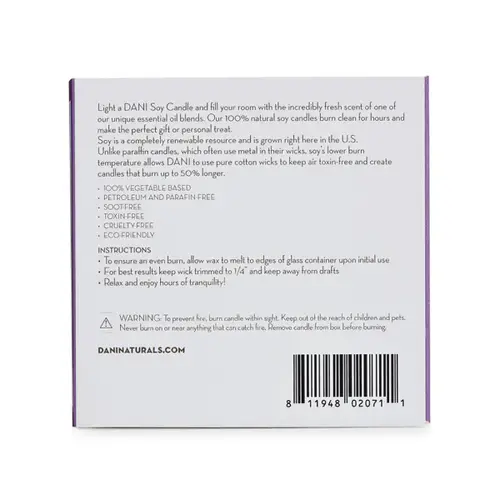 Light a DANI Soy Candle and fill your room with the incredibly fresh scent of one of
our unique essential oil blends. Our 100% natural soy candles burn clean for hours and
make the perfect gift or personal treat.
Soy is a completely renewable resource and is grown right here in the U.S.
Unlike paraffin candles, which often use metal in their wicks, soy's lower burn
temperature allows DANI to use pure cotton wicks to keep air toxin-free and create
candles that burn up to 50% longer.
• 100% VEGETABLE BASED
• PETROLEUM AND PARAFIN FREE
• SOOT-FREE
• TOXIN-FREE
• CRUELTY FREE
• ECO-FRIENDLY
INSTRUCTIONS
• To ensure an even burn, allow wax to melt to edges of glass container upon initial use
• For best results keep wick trimmed to 1/4" and keep away from drafts
• Relax and enjoy hours of tranquility!
WARNING: To prevent fire, burn candle within sight. Keep out of the reach of children and pets.
Never burn on or near anything that can catch fire. Remove candle from box before burning.
DANINATURALS.COM
8 11948 02071 1